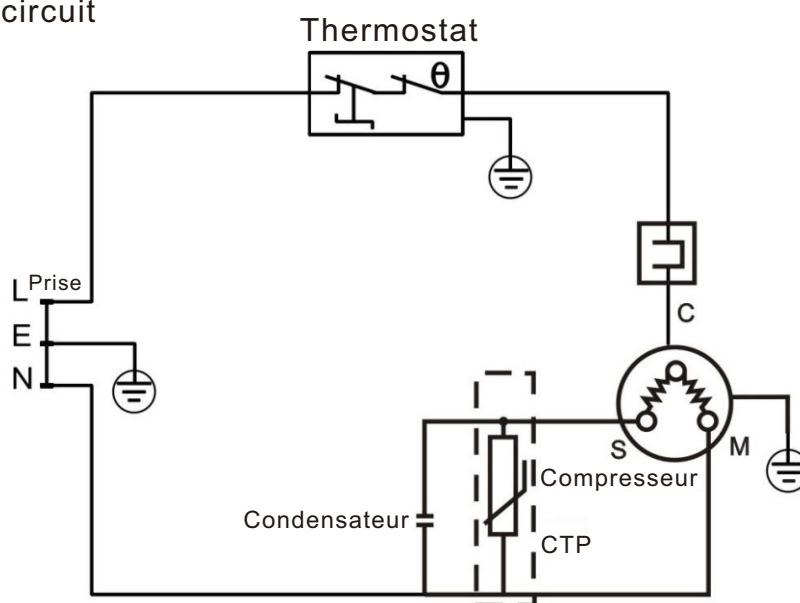 circuit
Thermostat
θ
L Prise
E
N
C
S
M
Compresseur
Condensateur
CTP